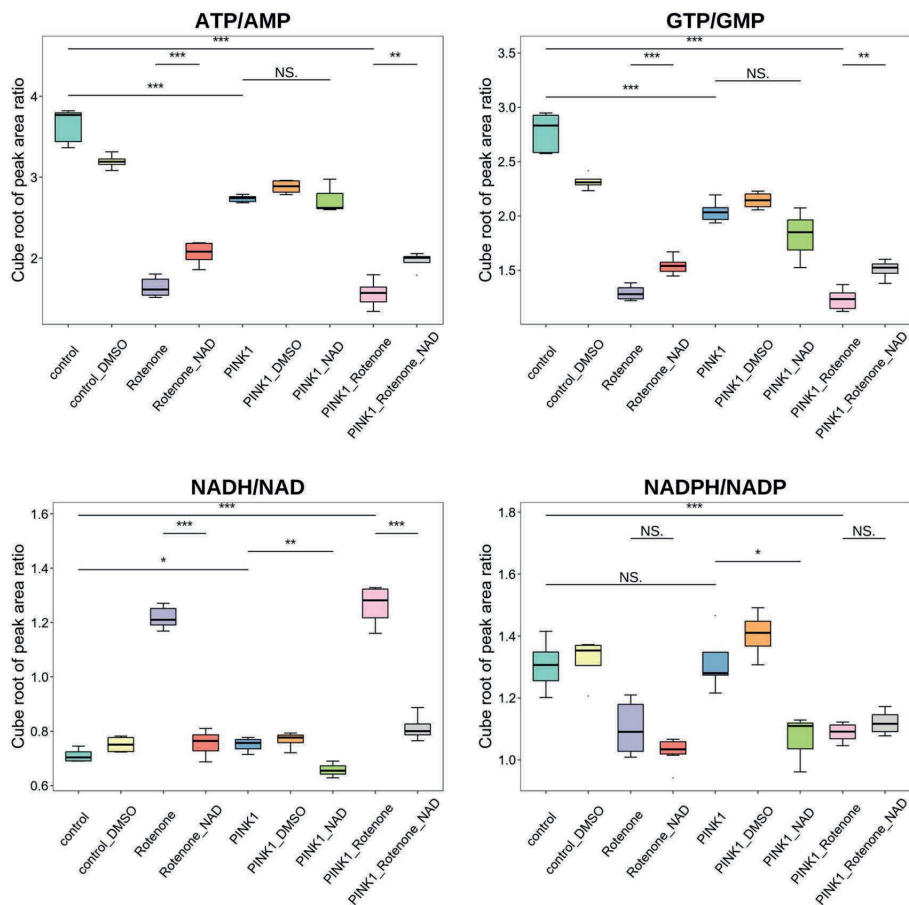 ATP/AMP
Cube root of peak area ratio
4
3
2
***
***
**
NS.
***
control
control_DMSO
Rotenone
Rotenone_NAD
PINK1
PINK1_DMSO
PINK1_NAD
PINK1_Rotenone
PINK1_Rotenone_NAD
GTP/GMP
Cube root of peak area ratio
3.5
3.0
2.5
2.0
1.5
1.0
***
***
**
NS.
***
control
control_DMSO
Rotenone
Rotenone_NAD
PINK1
PINK1_DMSO
PINK1_NAD
PINK1_Rotenone
PINK1_Rotenone_NAD
NADH/NAD
Cube root of peak area ratio
1.6
1.4
1.2
1.0
0.8
0.6
***
***
***
**
*
control
control_DMSO
Rotenone
Rotenone_NAD
PINK1
PINK1_DMSO
PINK1_NAD
PINK1_Rotenone
PINK1_Rotenone_NAD
NADPH/NADP
Cube root of peak area ratio
1.8
1.6
1.4
1.2
1.0
***
NS.
NS.
*
NS.
control
control_DMSO
Rotenone
Rotenone_NAD
PINK1
PINK1_DMSO
PINK1_NAD
PINK1_Rotenone
PINK1_Rotenone_NAD